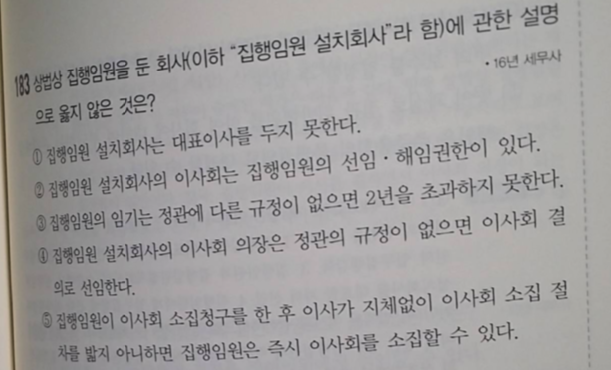 183 상법상 집행임원을 둔 회사(이하 “집행임원 설치회사”라 함)에 관한 설명
으로 옳지 않은 것은?
• 16년 세무사
① 집행임원 설치회사는 대표이사를 두지 못한다.
② 집행임원 설치회사의 이사회는 집행임원의 선임·해임권한이 있다.
③ 집행임원의 임기는 정관에 다른 규정이 없으면 2년을 초과하지 못한다.
④ 집행임원 설치회사의 이사회 의장은 정관의 규정이 없으면 이사회 결
의로 선임한다.
⑤ 집행임원이 이사회 소집청구를 한 후 이사가 지체없이 이사회 소집 절
차를 밟지 아니하면 집행임원은 즉시 이사회를 소집할 수 있다.